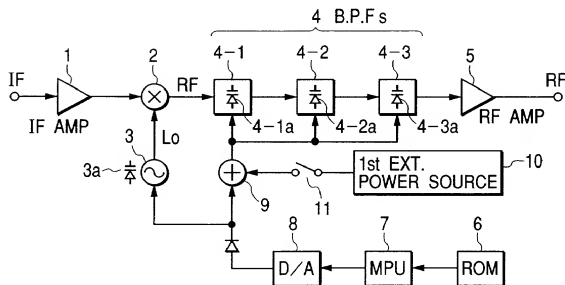 4 B.P.Fs
1 2 4-1 4-2 4-3 5
IF RF RF
4-1a 4-2a 4-3a
IF AMP Lo RF AMP
3a 3
9 11 1st EXT. POWER SOURCE 10
8 7 6
D/A MPU ROM